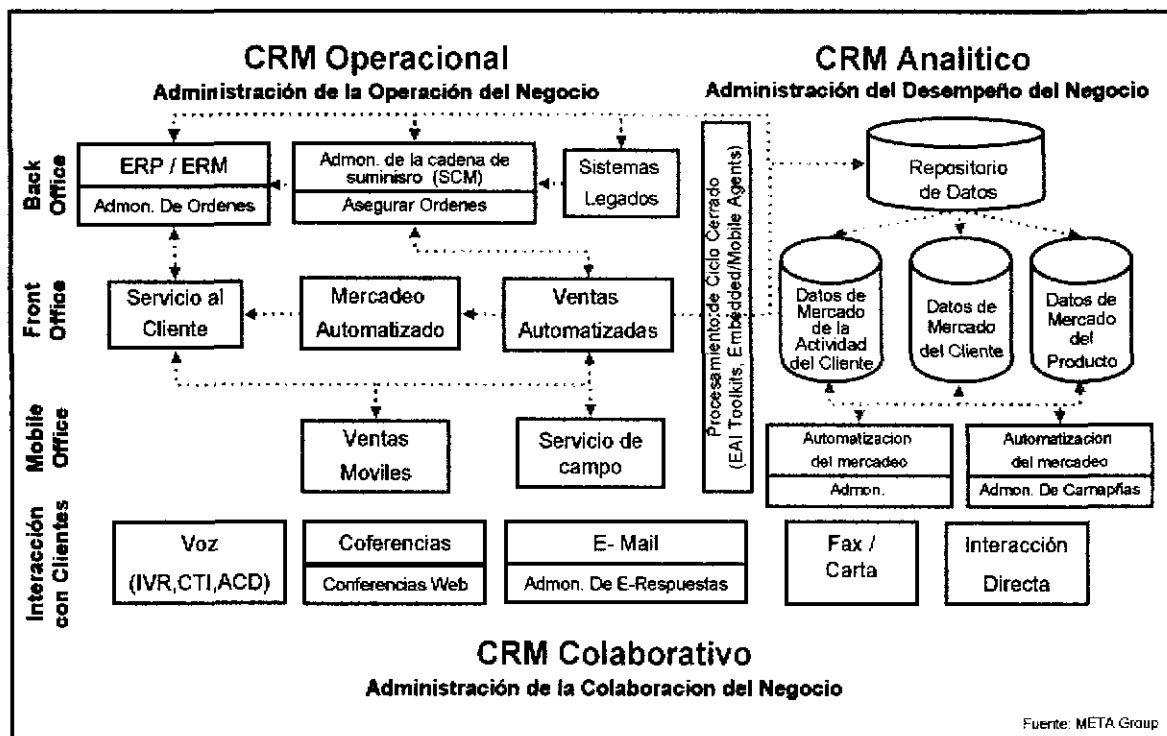 CRM Operacional
Administración de la Operación del Negocio
CRM Analitico
Administración del Desempeño del Negocio
Back
Office
ERP / ERM
Admon. De Ordenes
Admon. de la cadena de
suminisro (SCM)
Asegurar Ordenes
Sistemas
Legados
Procesamiento de Ciclo Cerrado
(EAI Toolkits, Embedded/Mobile Agents)
Repositorio
de Datos
Front
Office
Servicio al
Cliente
Mercadeo
Automatizado
Ventas
Automatizadas
Datos de
Mercado
de la
Actividad
del Cliente
Datos de
Mercado
del Cliente
Datos de
Mercado
del
Producto
Mobile
Office
Ventas
Moviles
Servicio de
campo
Automatizacion
del mercadeo
Admon.
Automatizacion
del mercadeo
Admon. De Camapñas
Interacción
con Clientes
Voz
(IVR,CTI,ACD)
Coferencias
Conferencias Web
E- Mail
Admon. De E-Respuestas
Fax /
Carta
Interacción
Directa
CRM Colaborativo
Administración de la Colaboracion del Negocio
Fuente: META Group